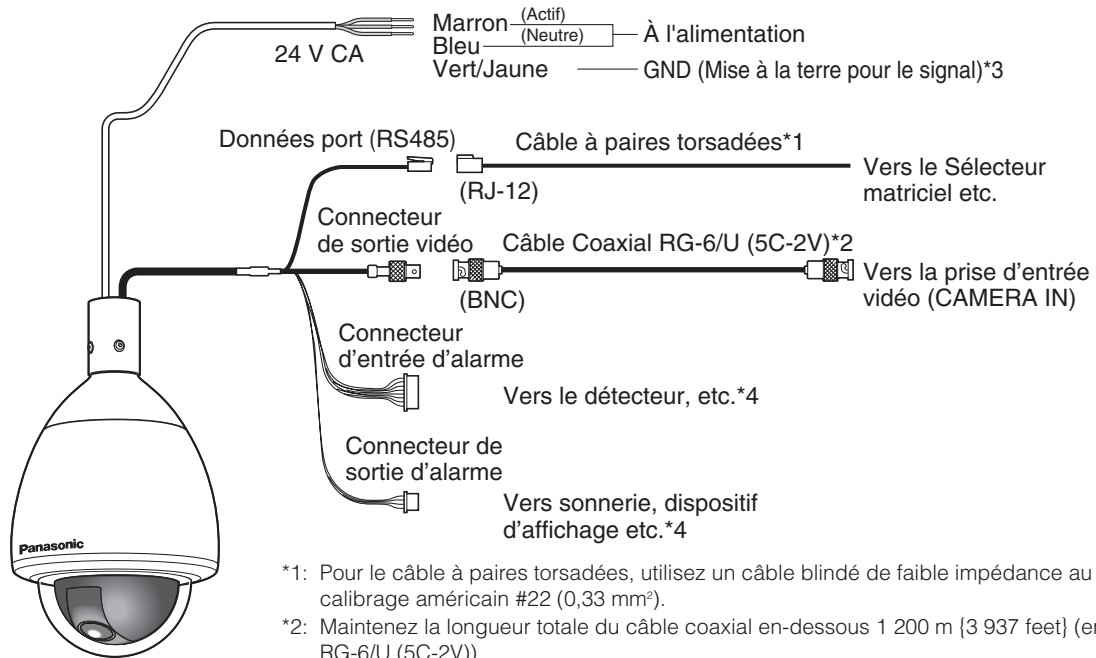 Marron (Actif)
Bleu (Neutre)
À l'alimentation
24 V CA
Vert/Jaune
GND (Mise à la terre pour le signal)*3
Données port (RS485)
Câble à paires torsadées*1
(RJ-12)
Vers le Sélecteur
matriciel etc.
Connecteur
de sortie vidéo
Câble Coaxial RG-6/U (5C-2V)*2
(BNC)
Vers la prise d'entrée
vidéo (CAMERA IN)
Connecteur
d'entrée d'alarme
Vers le détecteur, etc.*4
Connecteur de
sortie d'alarme
Vers sonnerie, dispositif
d'affichage etc.*4
Panasonic
*1: Pour le câble à paires torsadées, utilisez un câble blindé de faible impédance au
calibrage américain #22 (0,33 mm²).
*2: Maintenez la longueur totale du câble coaxial en-dessous 1 200 m {3 937 feet} (en
RG-6/U (5C-2V))